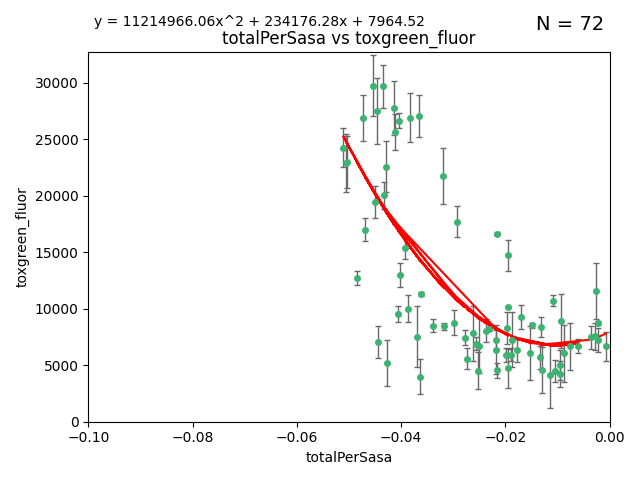 y = 11214966.06x^2 + 234176.28x + 7964.52
N = 72
totalPerSasa vs toxgreen_fluor
30000
25000
20000
15000
10000
5000
0
toxgreen_fluor
−0.10
−0.08
−0.06
−0.04
−0.02
0.00
totalPerSasa